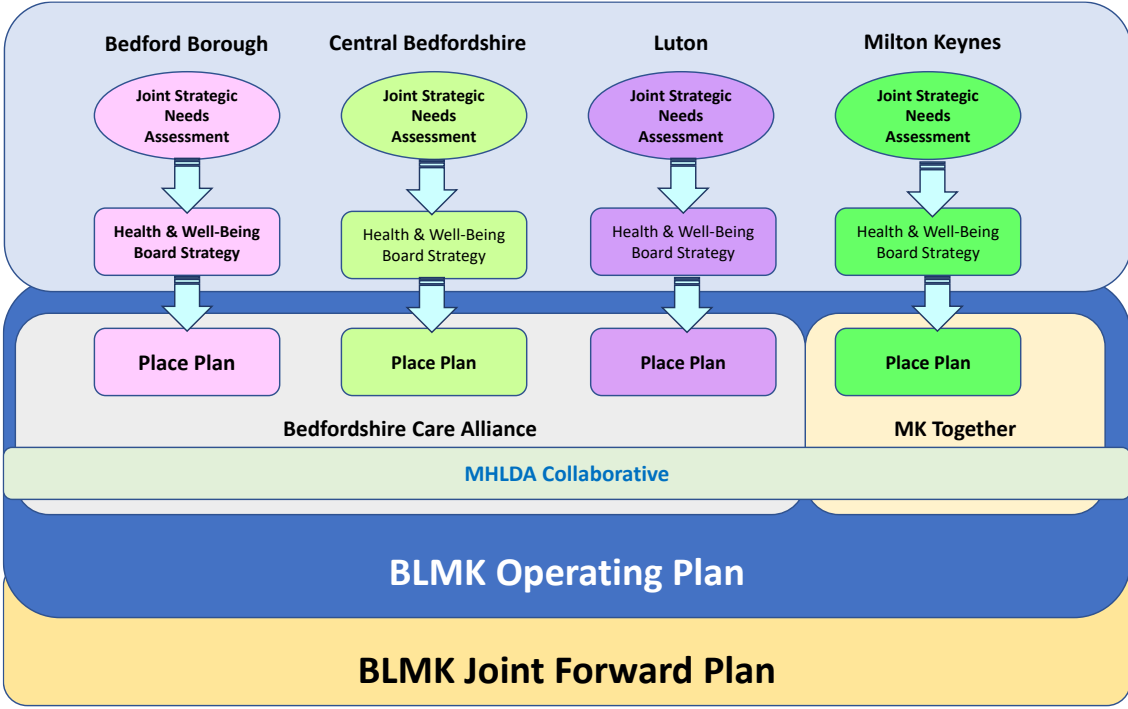 Bedford Borough
Central Bedfordshire
Luton
Milton Keynes
Joint Strategic
Needs
Assessment
Joint Strategic
Needs
Assessment
Joint Strategic
Needs
Assessment
Joint Strategic
Needs
Assessment
Health & Well-Being
Board Strategy
Health & Well-Being
Board Strategy
Health & Well-Being
Board Strategy
Health & Well-Being
Board Strategy
Place Plan
Place Plan
Place Plan
Place Plan
Bedfordshire Care Alliance
MK Together
MHLDA Collaborative
BLMK Operating Plan
BLMK Joint Forward Plan